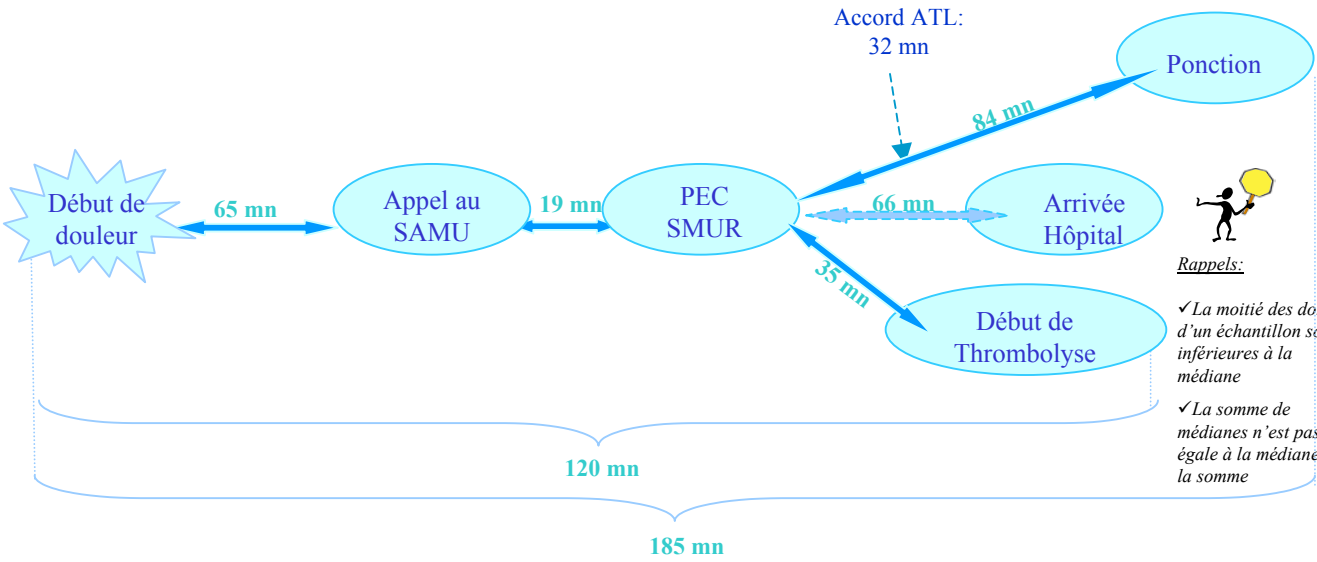 Accord ATL:
32 mn
Ponction
84 mn
Début de
douleur
65 mn
Appel au
SAMU
19 mn
PEC
SMUR
66 mn
Arrivée
Hôpital
35 mn
Début de
Thrombolyse
Rappels:
✓La moitié des
d'un échantillon
inférieures à la
médiane
✓La somme de
médianes n'est pas
égale à la médiane
la somme
120 mn
185 mn